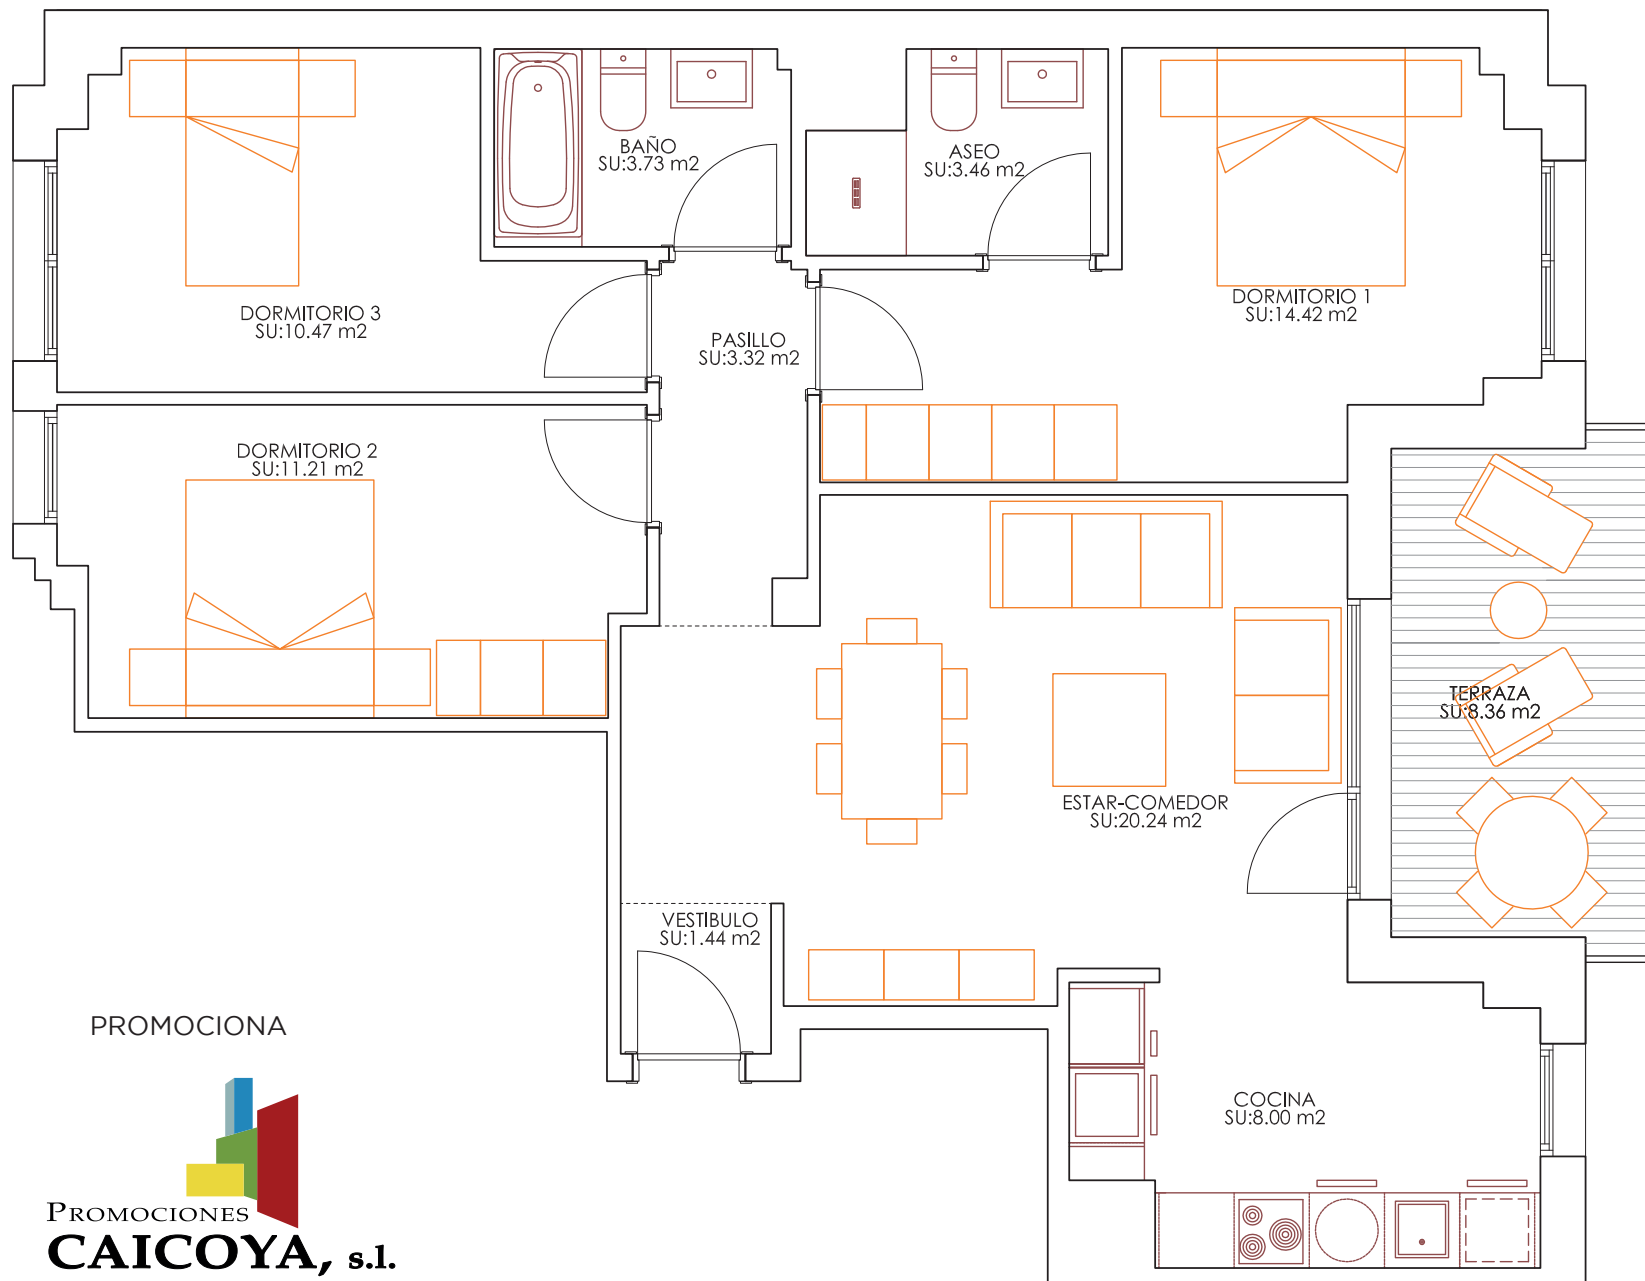 BAÑO
SU:3.73 m2
ASEO
SU:3.46 m2
DORMITORIO 3
SU:10.47 m2
PASILLO
SU:3.32 m2
DORMITORIO 1
SU:14.42 m2
DORMITORIO 2
SU:11.21 m2
TERRAZA
SU:8.36 m2
ESTAR-COMEDOR
SU:20.24 m2
VESTIBULO
SU:1.44 m2
COCINA
SU:8.00 m2
PROMOCIONA
PROMOCIONES
CAICOYA, s.l.